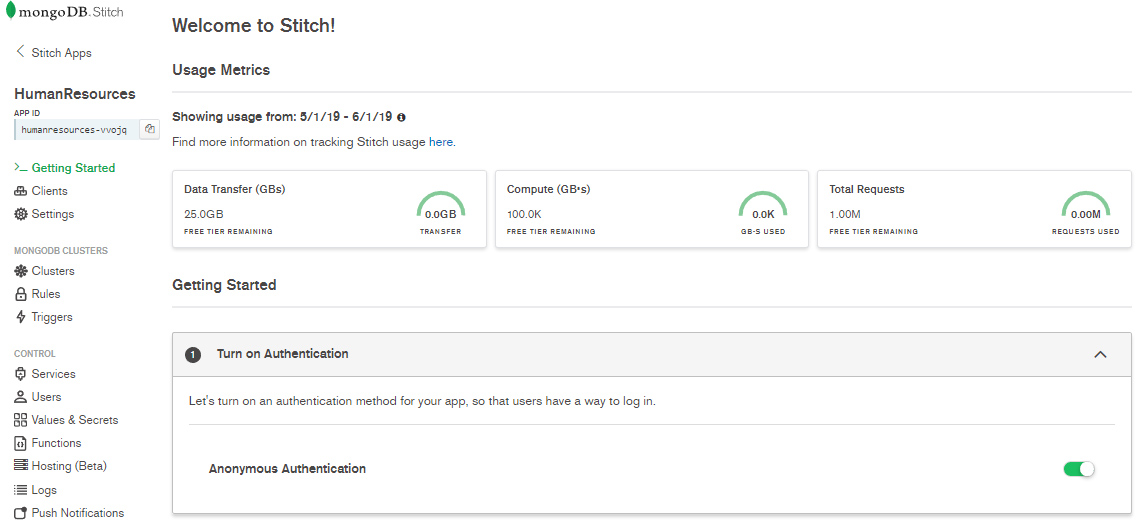 mongoDB. Stitch
Stitch Apps
HumanResources
APP ID
humanresources-vvojq
>_ Getting Started
Clients
Settings
MONGODB CLUSTERS
Clusters
Rules
Triggers
CONTROL
Services
Users
Values & Secrets
Functions
Hosting (Beta)
Logs
Push Notifications
Welcome to Stitch!
Usage Metrics
Showing usage from: 5/1/19 - 6/1/19
Find more information on tracking Stitch usage here.
Data Transfer (GBs)
25.0GB
FREE TIER REMAINING
0.0GB
TRANSFER
Compute (GB•s)
100.0K
FREE TIER REMAINING
0.0K
GB-S USED
Total Requests
1.00M
FREE TIER REMAINING
0.00M
REQUESTS USED
Getting Started
1 Turn on Authentication
Let's turn on an authentication method for your app, so that users have a way to log in.
Anonymous Authentication